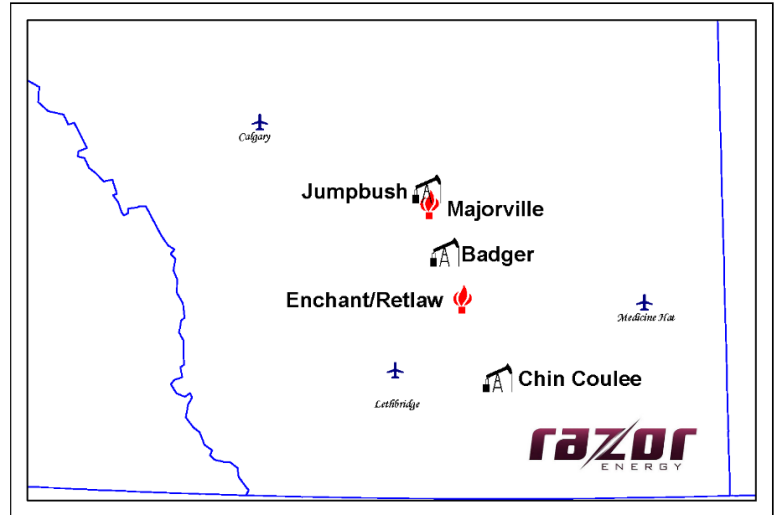 Calgary
Jumpbush
Majorville
Badger
Enchant/Retlaw
Medicine Hat
Chin Coulee
Lethbridge
razor
ENERGY